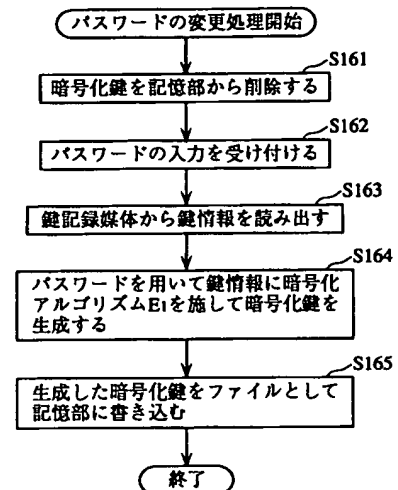 パスワードの変更処理開始
S161
暗号化鍵を記憶部から削除する
S162
パスワードの入力を受け付ける
S163
鍵記録媒体から鍵情報を読み出す
S164
パスワードを用いて鍵情報に暗号化
アルゴリズムE1を施して暗号化鍵を
生成する
S165
生成した暗号化鍵をファイルとして
記憶部に書き込む
終了